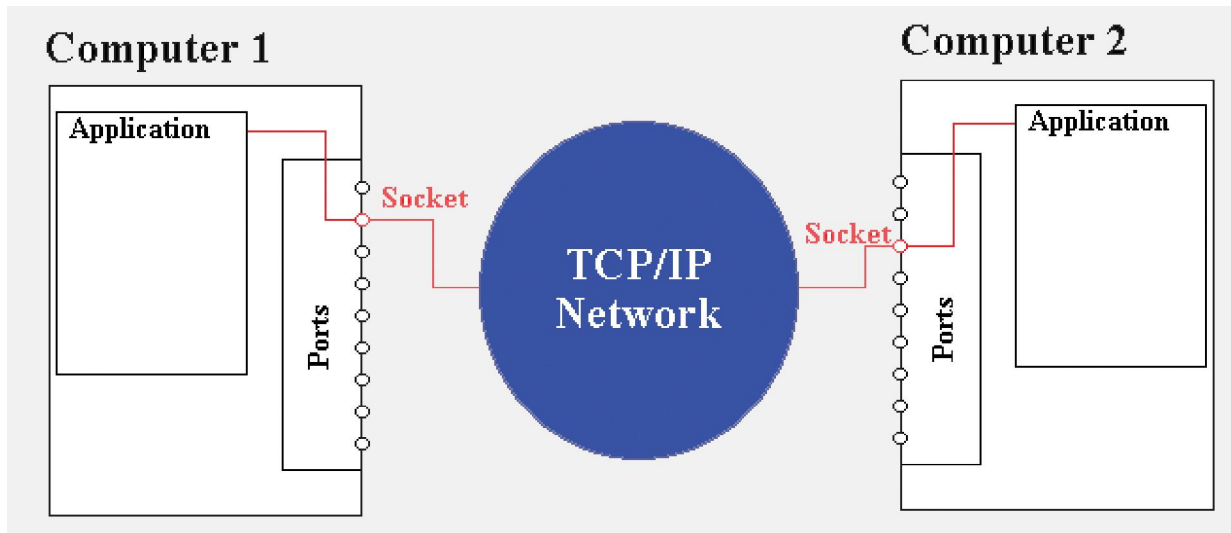 Computer 1
Application
Ports
Socket
TCP/IP
Network
Computer 2
Socket
Application
Ports